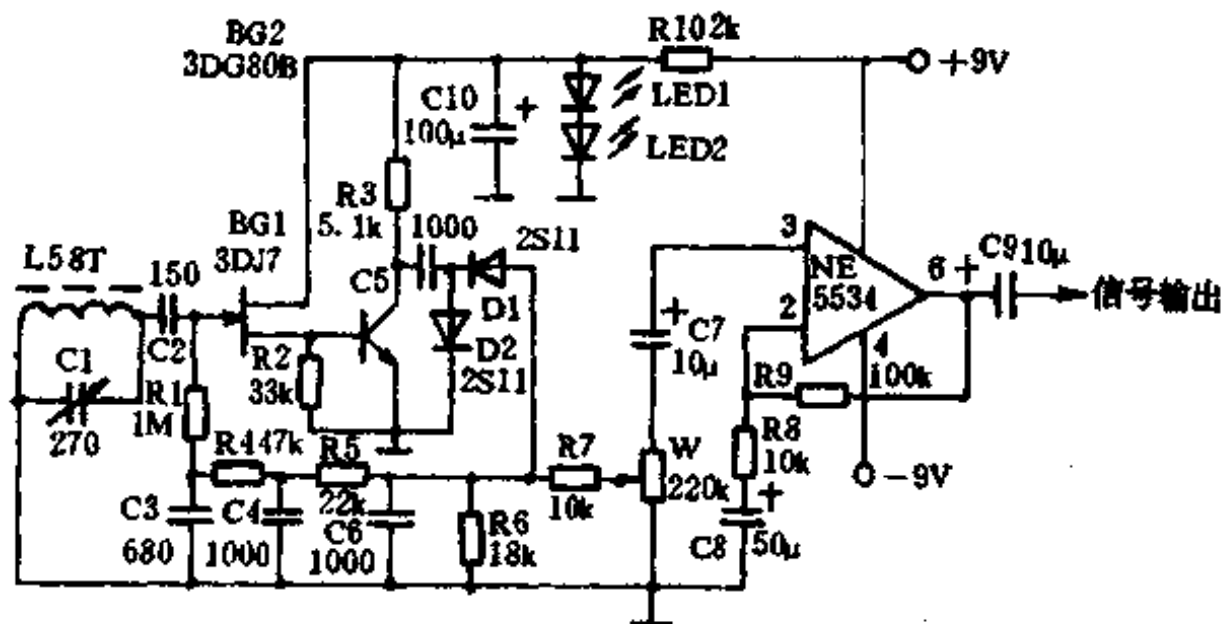 BG2
3DG80B
R10 2k
+9V
C10
100μ
+
LED1
LED2
R3
5.1k
BG1
3DJ7
1000
2S11
C5
L58T
150
C2
D1
D2
2S11
3
NE
5534
6
+
C9 10μ
信号输出
2
4
+
C7
10μ
C1
270
R1
1M
R2
33k
R9
100k
R4 47k
R5
22k
R7
10k
W
220k
R8
10k
-9V
C3
680
C4
1000
C6
1000
R6
18k
+
C8
50μ